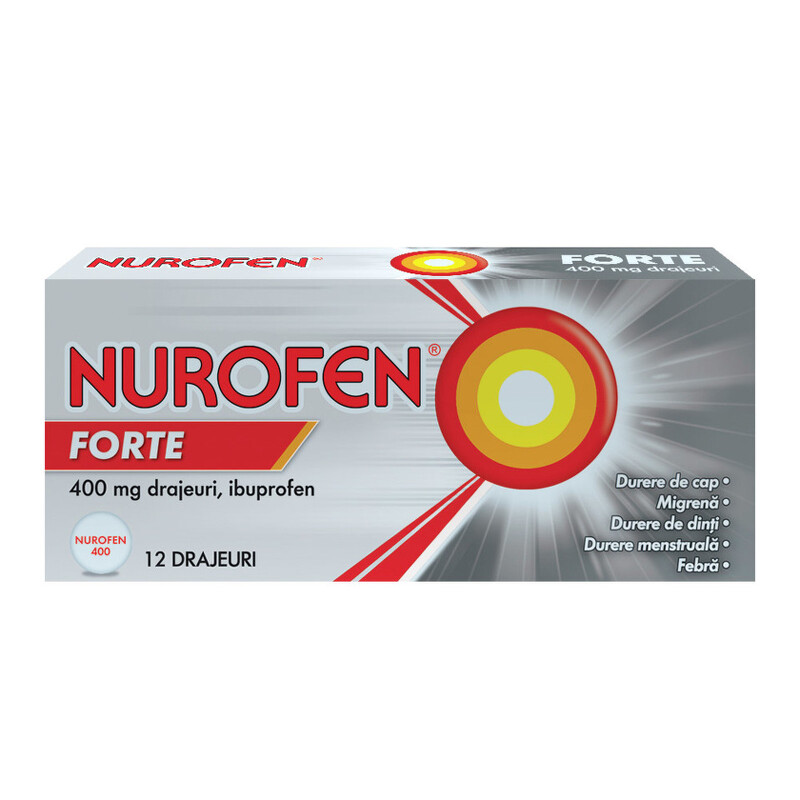 NUROFEN®
FORTE
400 mg drajeuri
NUROFEN®
FORTE
400 mg drajeuri, ibuprofen
NUROFEN
400
12 DRAJEURI
Durere de cap •
Migrenă •
Durere de dinți •
Durere menstruală •
Febră •